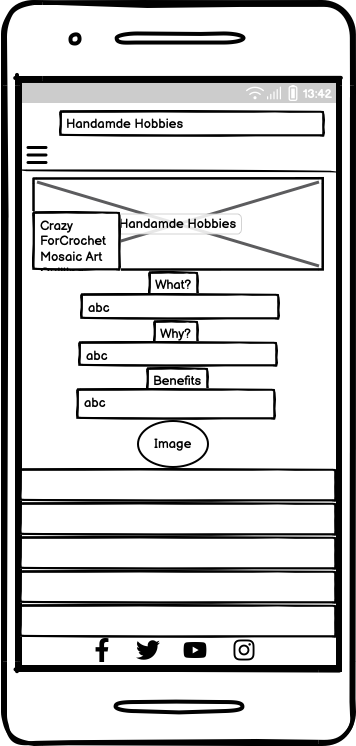 13:42
Handamde Hobbies
Handamde Hobbies
Crazy
ForCrochet
Mosaic Art
What?
abc
Why?
abc
Benefits
abc
Image